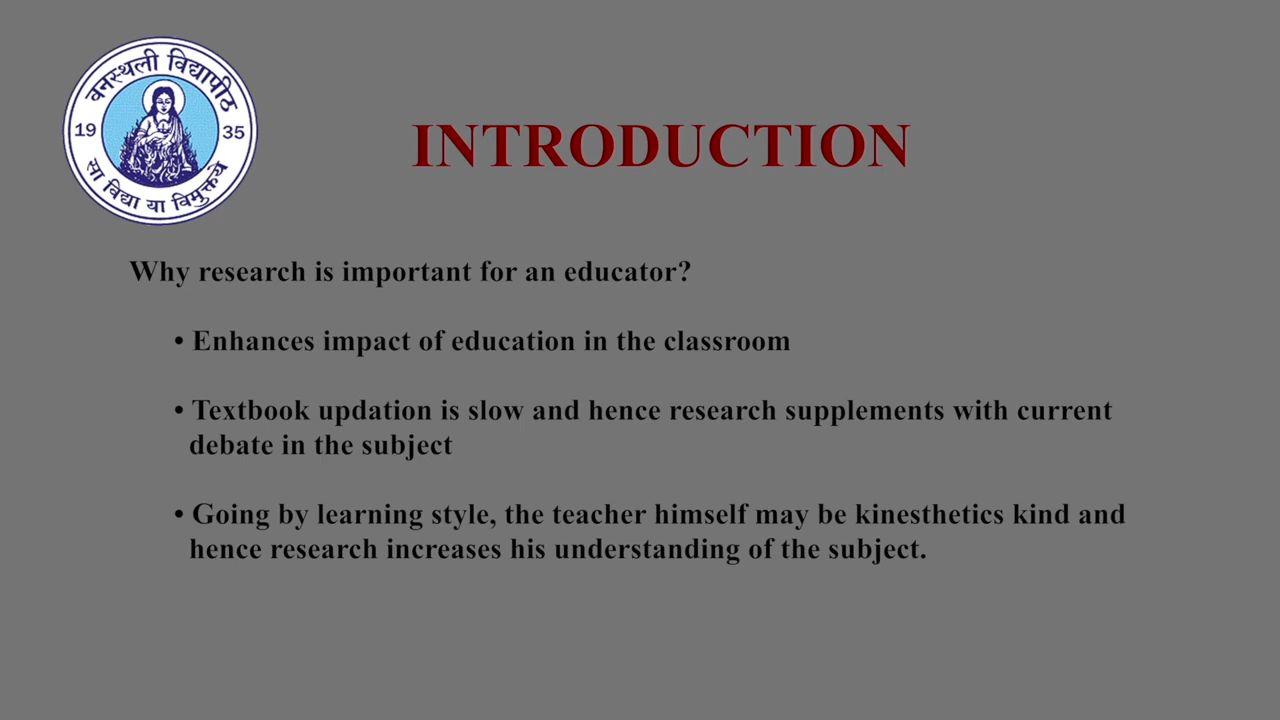 वनस्थली विद्यापीठ
19 35
सा विद्या या विमुक्तये
INTRODUCTION
Why research is important for an educator?
• Enhances impact of education in the classroom
• Textbook updation is slow and hence research supplements with current
debate in the subject
• Going by learning style, the teacher himself may be kinesthetics kind and
hence research increases his understanding of the subject.